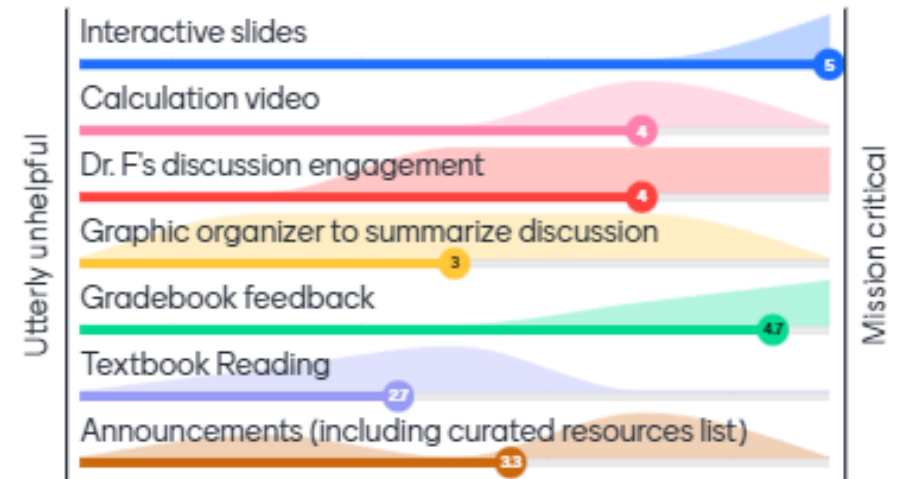 Interactive slides
5
Calculation video
4
Dr. F's discussion engagement
4
Graphic organizer to summarize discussion
3
Gradebook feedback
4.7
Textbook Reading
2.7
Announcements (including curated resources list)
3.3
Utterly unhelpful
Mission critical